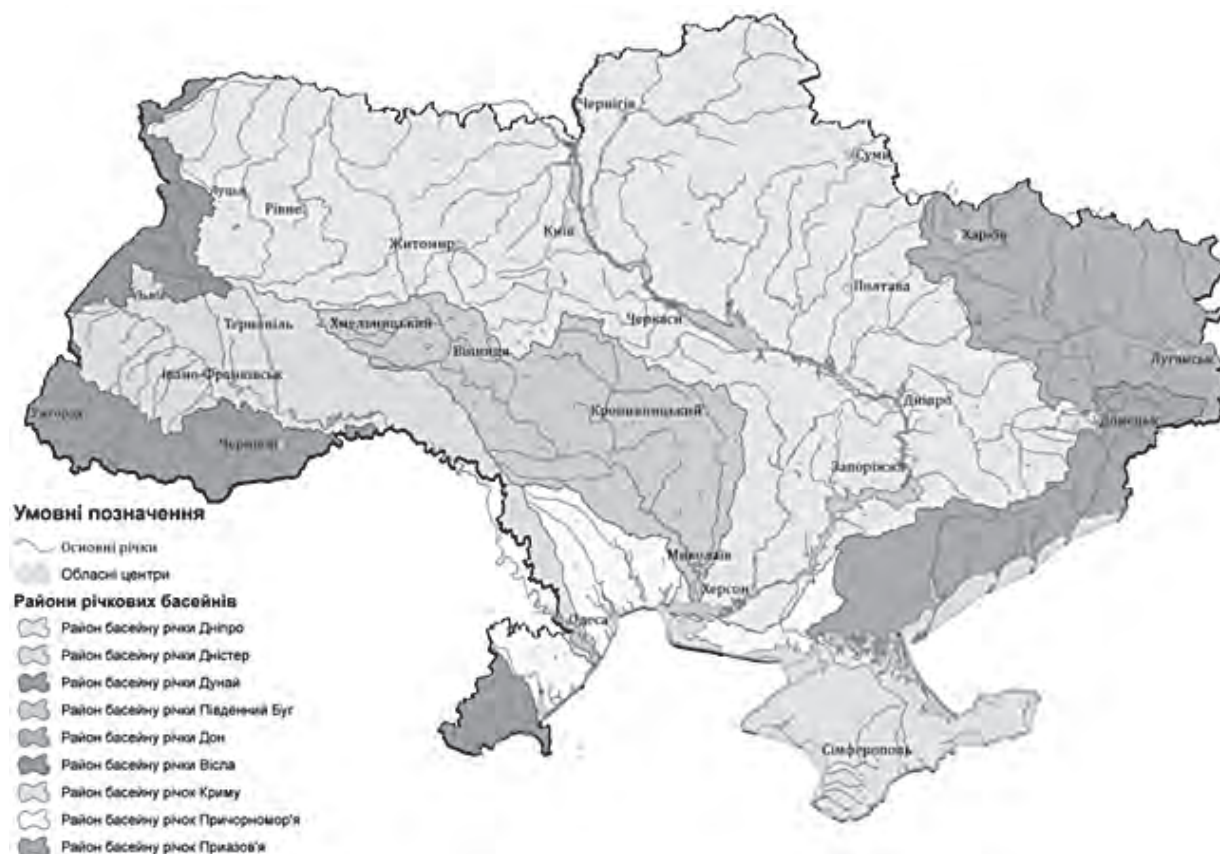 Чернігів
Суми
Луцьк
Рівне
Київ
Харків
Житомир
Львів
Полтава
Тернопіль
Хмельницький
Черкаси
Вінниця
Луганськ
Івано-Франківськ
Дніпро
Ужгород
Кропивницький
Донецьк
Чернівці
Запоріжжя
Умовні позначення
Основні річки
Миколаїв
Обласні центри
Херсон
Райони річкових басейнів
Одеса
Район басейну річки Дніпро
Район басейну річки Дністер
Район басейну річки Дунай
Район басейну річки Південний Буг
Район басейну річки Дон
Сімферополь
Район басейну річки Вісла
Район басейну річок Криму
Район басейну річок Причорномор'я
Район басейну річок Приазов'я